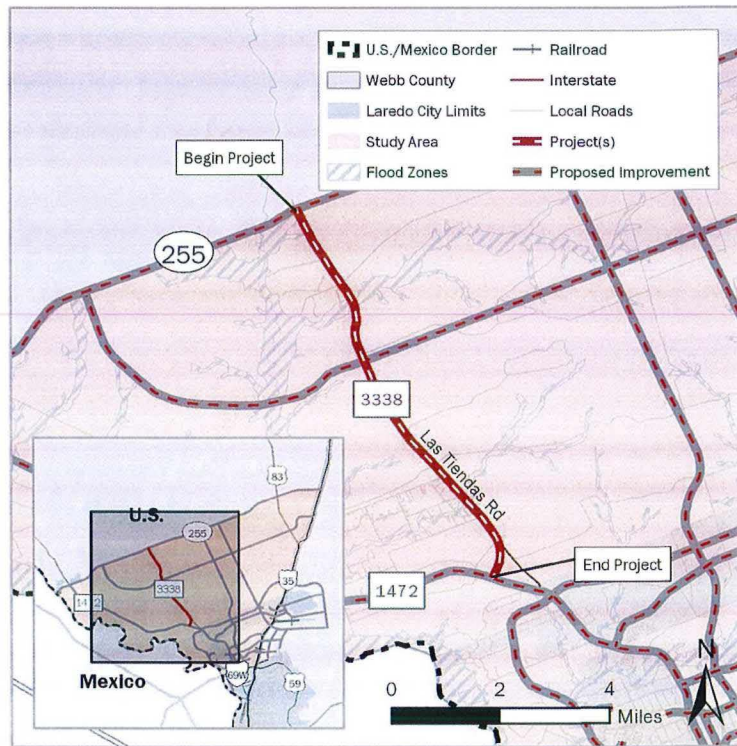 U.S./Mexico Border
Railroad
Webb County
Interstate
Laredo City Limits
Local Roads
Study Area
Project(s)
Flood Zones
Proposed Improvement
Begin Project
255
3338
Las Tiendas Rd
End Project
1472
83
U.S.
255
35
3338
1472
Mexico
69W
59
N
0 2 4
Miles